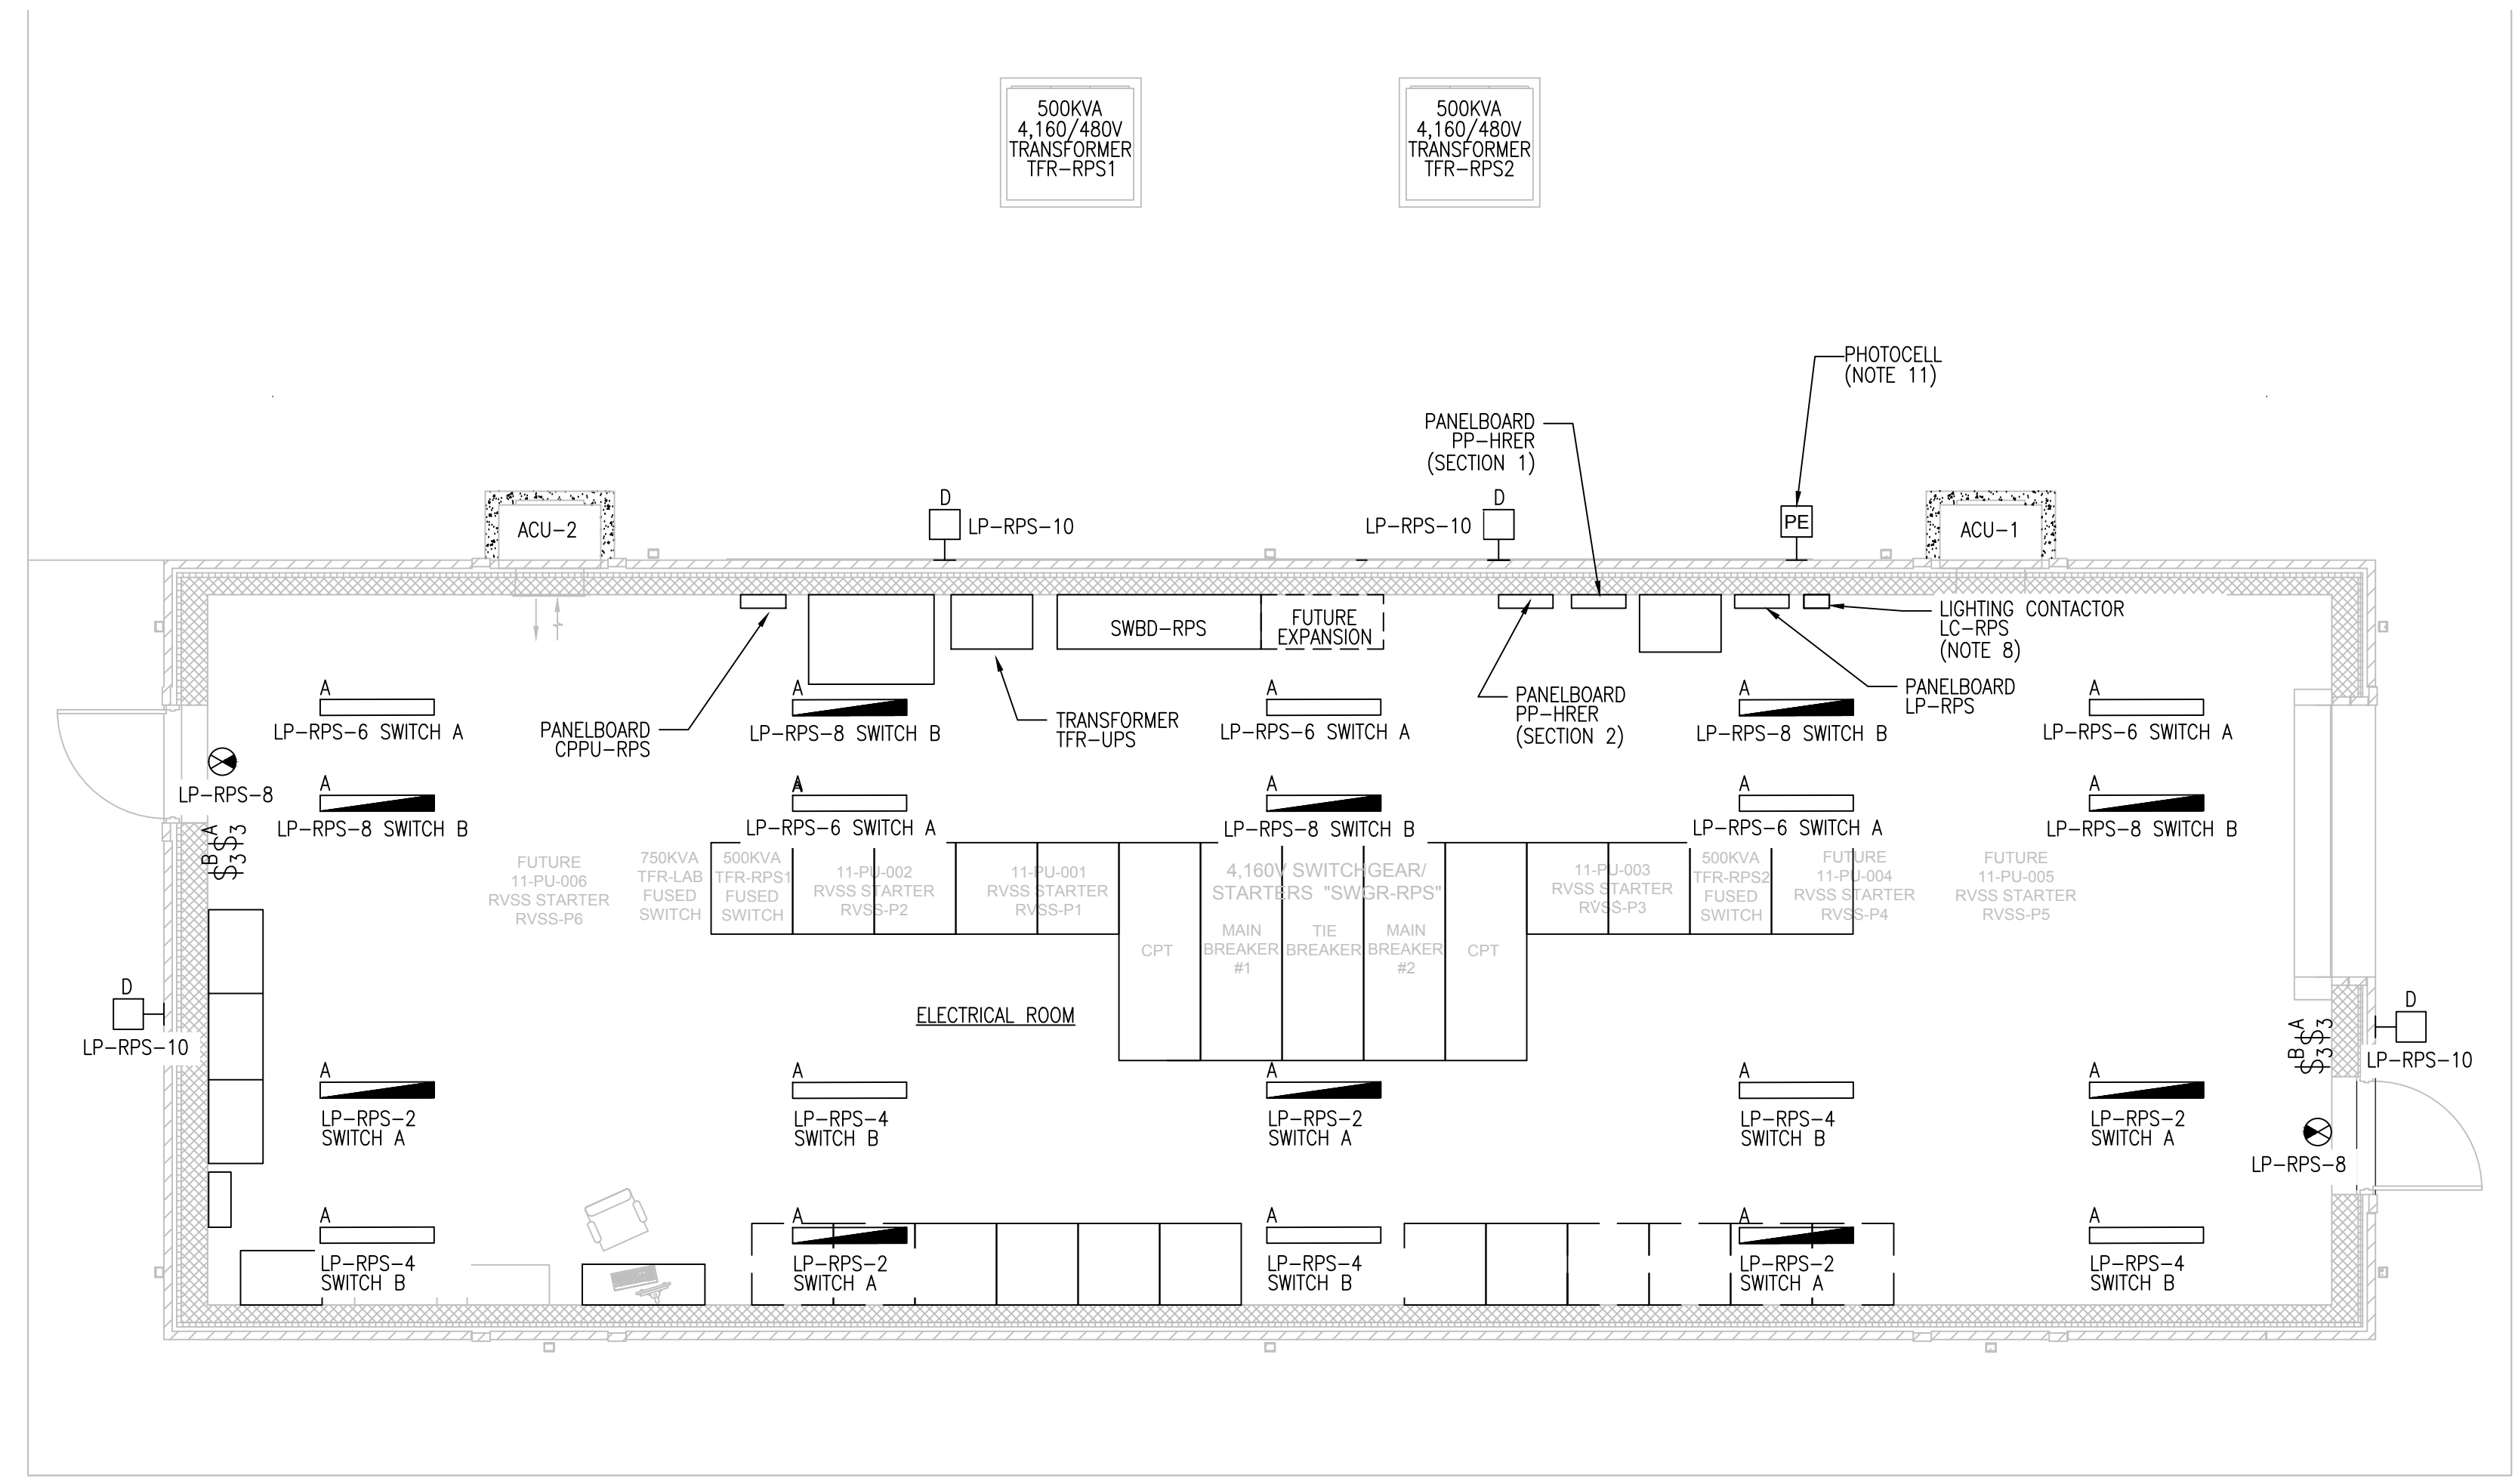 500KVA
4,160/480V
TRANSFORMER
TFR-RPS1
500KVA
4,160/480V
TRANSFORMER
TFR-RPS2
PHOTOCELL
(NOTE 11)
PANELBOARD
PP-HRER
(SECTION 1)
ACU-2
D
LP-RPS-10
D
LP-RPS-10
PE
ACU-1
SWBD-RPS
FUTURE
EXPANSION
LIGHTING CONTACTOR
LC-RPS
(NOTE 8)
PANELBOARD
LP-RPS
PANELBOARD
PP-HRER
(SECTION 2)
TRANSFORMER
TFR-UPS
PANELBOARD
CPPU-RPS
A
LP-RPS-6 SWITCH A
A
LP-RPS-8 SWITCH B
A
LP-RPS-6 SWITCH A
A
LP-RPS-8 SWITCH B
A
LP-RPS-6 SWITCH A
LP-RPS-8
A
LP-RPS-8 SWITCH B
A
LP-RPS-6 SWITCH A
A
LP-RPS-8 SWITCH B
A
LP-RPS-6 SWITCH A
A
LP-RPS-8 SWITCH B
A
$3
B
$3
FUTURE
11-PU-006
RVSS STARTER
RVSS-P6
750KVA
TFR-LAB
FUSED
SWITCH
500KVA
TFR-RPS1
FUSED
SWITCH
11-PU-002
RVSS STARTER
RVSS-P2
11-PU-001
RVSS STARTER
RVSS-P1
4,160V SWITCHGEAR/
STARTERS "SWGR-RPS"
11-PU-003
RVSS STARTER
RVSS-P3
500KVA
TFR-RPS2
FUSED
SWITCH
FUTURE
11-PU-004
RVSS STARTER
RVSS-P4
FUTURE
11-PU-005
RVSS STARTER
RVSS-P5
CPT
MAIN
BREAKER
#1
TIE
BREAKER
MAIN
BREAKER
#2
CPT
D
LP-RPS-10
ELECTRICAL ROOM
A
$3
B
$3
D
LP-RPS-10
A
LP-RPS-2
SWITCH A
A
LP-RPS-4
SWITCH B
A
LP-RPS-2
SWITCH A
A
LP-RPS-4
SWITCH B
A
LP-RPS-2
SWITCH A
LP-RPS-8
A
LP-RPS-4
SWITCH B
A
LP-RPS-2
SWITCH A
A
LP-RPS-4
SWITCH B
A
LP-RPS-2
SWITCH A
A
LP-RPS-4
SWITCH B